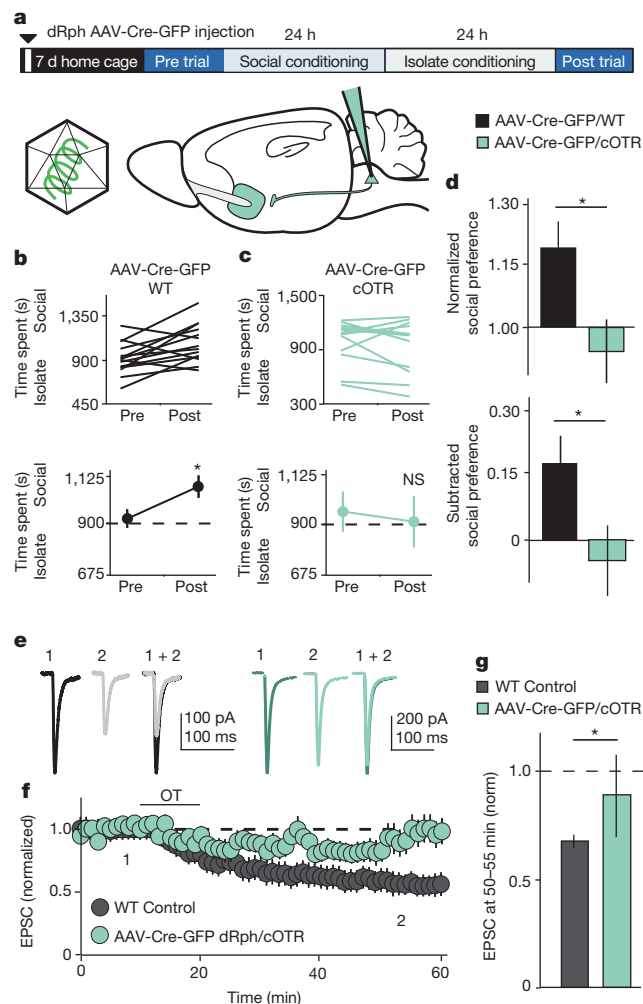 a
dRph AAV-Cre-GFP injection
24 h
24 h
7 d home cage
Pre trial
Social conditioning
Isolate conditioning
Post trial
AAV-Cre-GFP/WT
AAV-Cre-GFP/cOTR
b
AAV-Cre-GFP
WT
Time spent (s)
Isolate Social
1,350
900
450
Pre Post
1,125
900
675
Time spent (s)
Isolate Social
*
Pre Post
c
AAV-Cre-GFP
cOTR
Time spent (s)
Isolate Social
1,500
900
300
Pre Post
1,125
900
675
Time spent (s)
Isolate Social
NS
Pre Post
d
*
Normalized
social preference
1.30
1.15
1.00
*
Subtracted
social preference
0.30
0.15
0
e
1 2 1 + 2
100 pA
100 ms
1 2 1 + 2
200 pA
100 ms
f
OT
EPSC (normalized)
1.0
0.5
0
1
2
WT Control
AAV-Cre-GFP dRph/cOTR
0 20 40 60
Time (min)
g
WT Control
AAV-Cre-GFP/cOTR
*
EPSC at 50–55 min (norm)
1.0
0.5
0